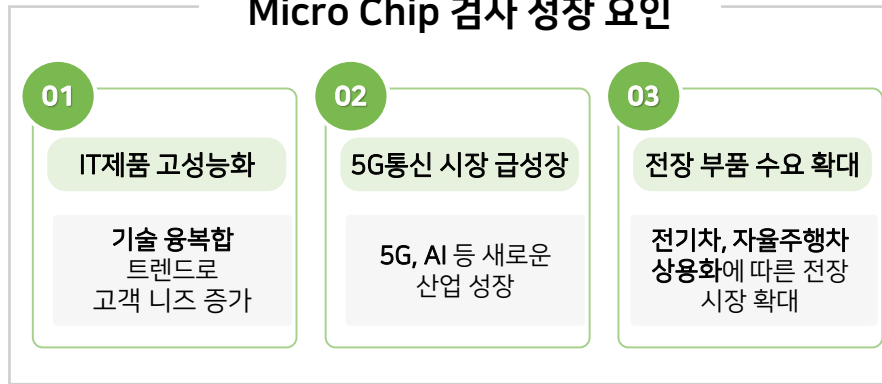 Micro Chip 검사 성장 요인
01
IT제품 고성능화
기술 융복합
트렌드로
고객 니즈 증가
02
5G통신 시장 급성장
5G, AI 등 새로운
산업 성장
03
전장 부품 수요 확대
전기차, 자율주행차
상용화에 따른 전장
시장 확대